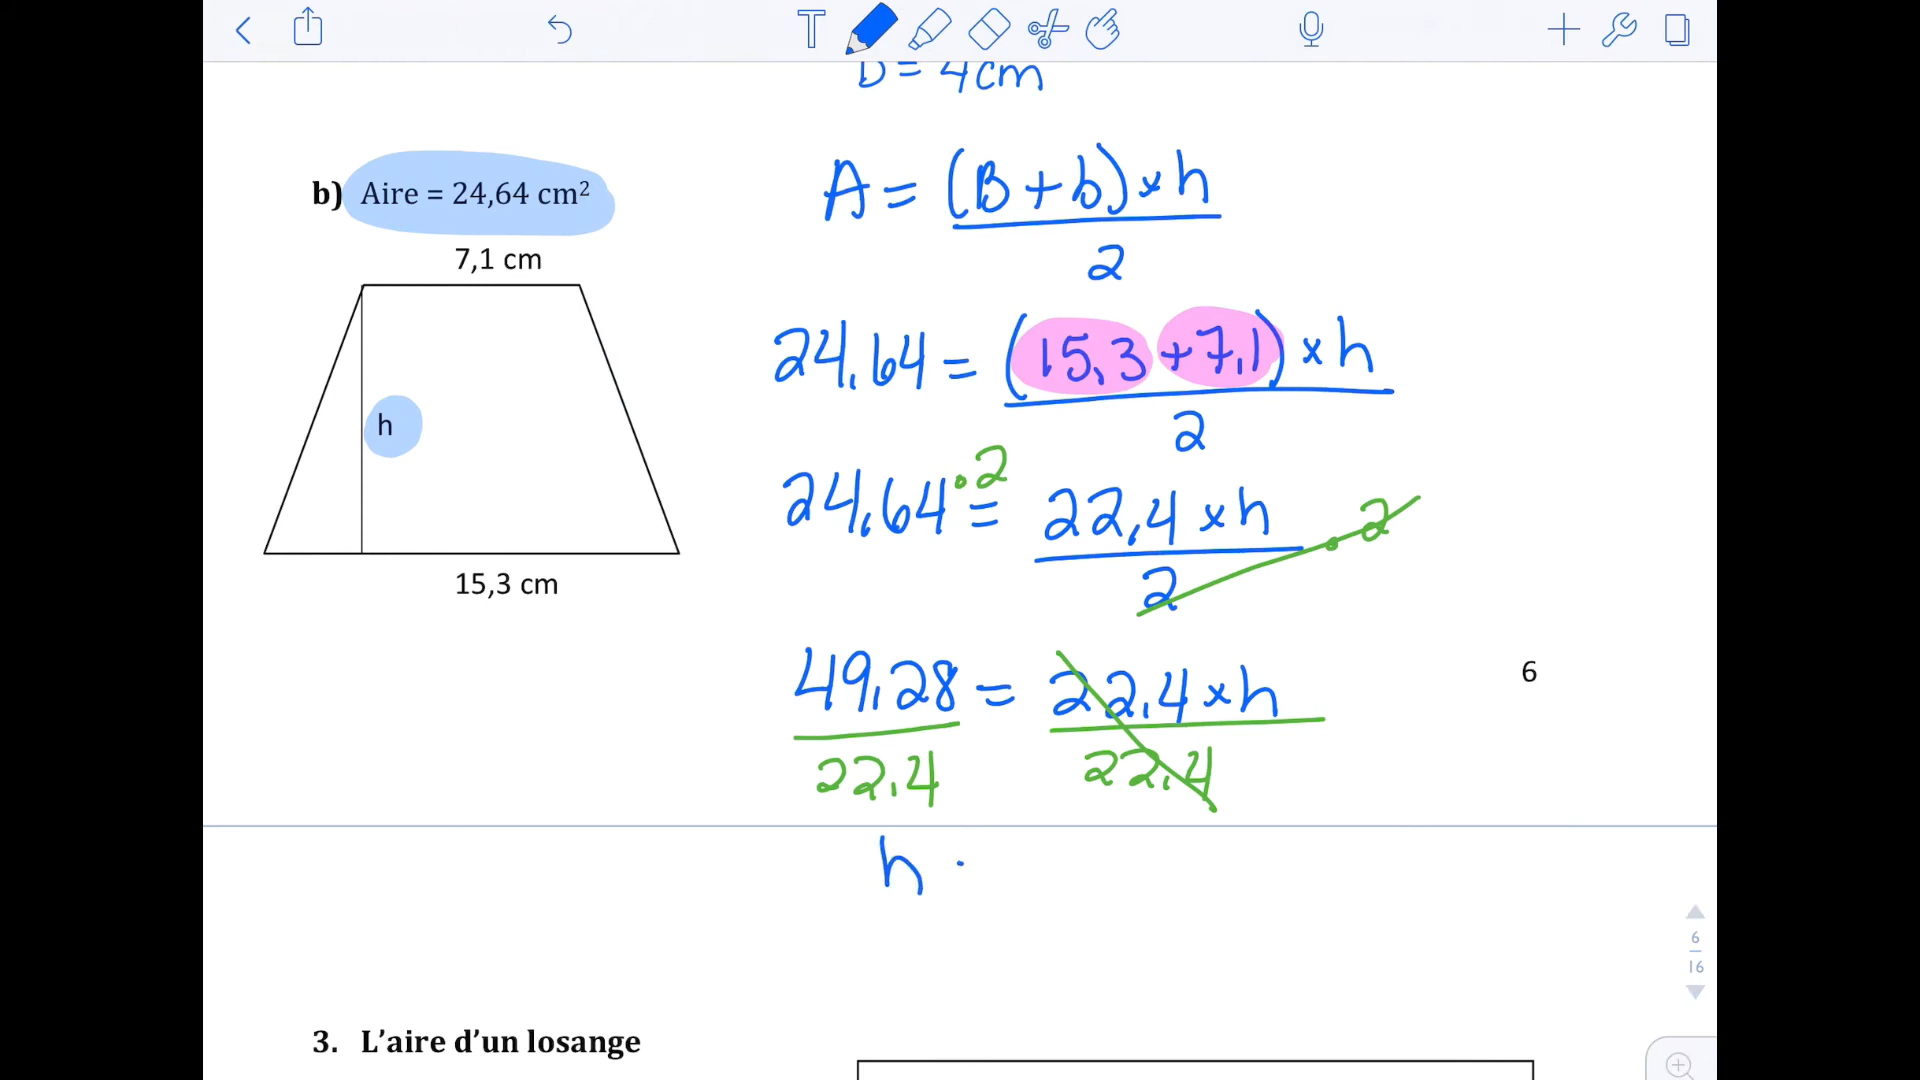 T
b = 4cm
b) Aire = 24,64 cm²
7,1 cm
h
15,3 cm
A = (B + b) × h
2
24,64 = (15,3 + 7,1) × h
2
24,64 · 2 = 22,4 × h · 2
2
49,28 = 22,4 × h
22,4 22,4
6
h
6
16
3. L’aire d’un losange